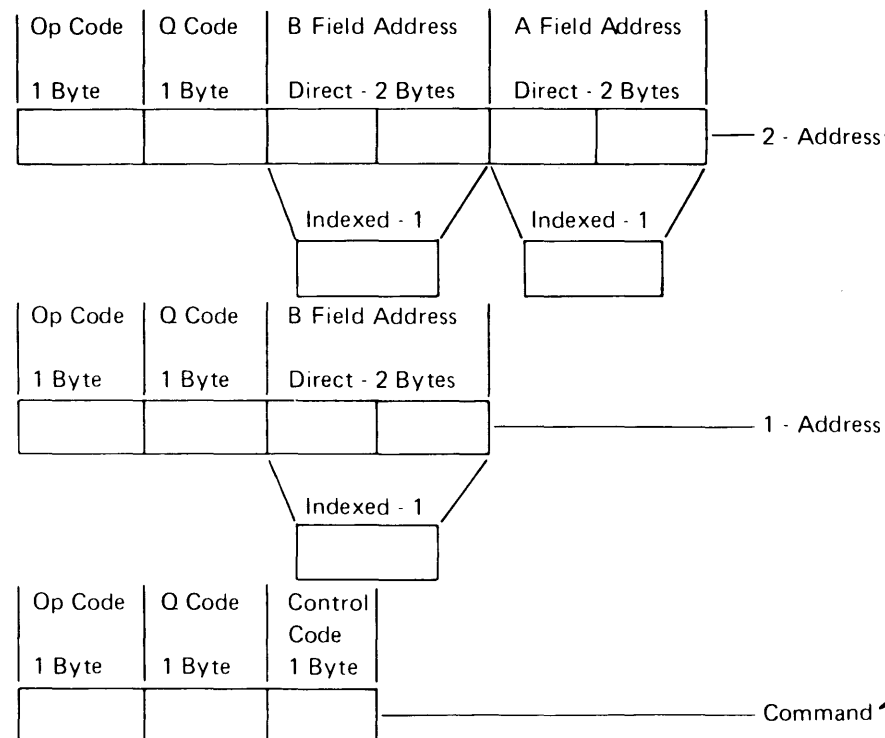 Op Code Q Code B Field Address A Field Address
1 Byte 1 Byte Direct - 2 Bytes Direct - 2 Bytes
2 - Address
Indexed - 1 Indexed - 1
Op Code Q Code B Field Address
1 Byte 1 Byte Direct - 2 Bytes
1 - Address
Indexed - 1
Op Code Q Code Control
Code
1 Byte 1 Byte 1 Byte
Command